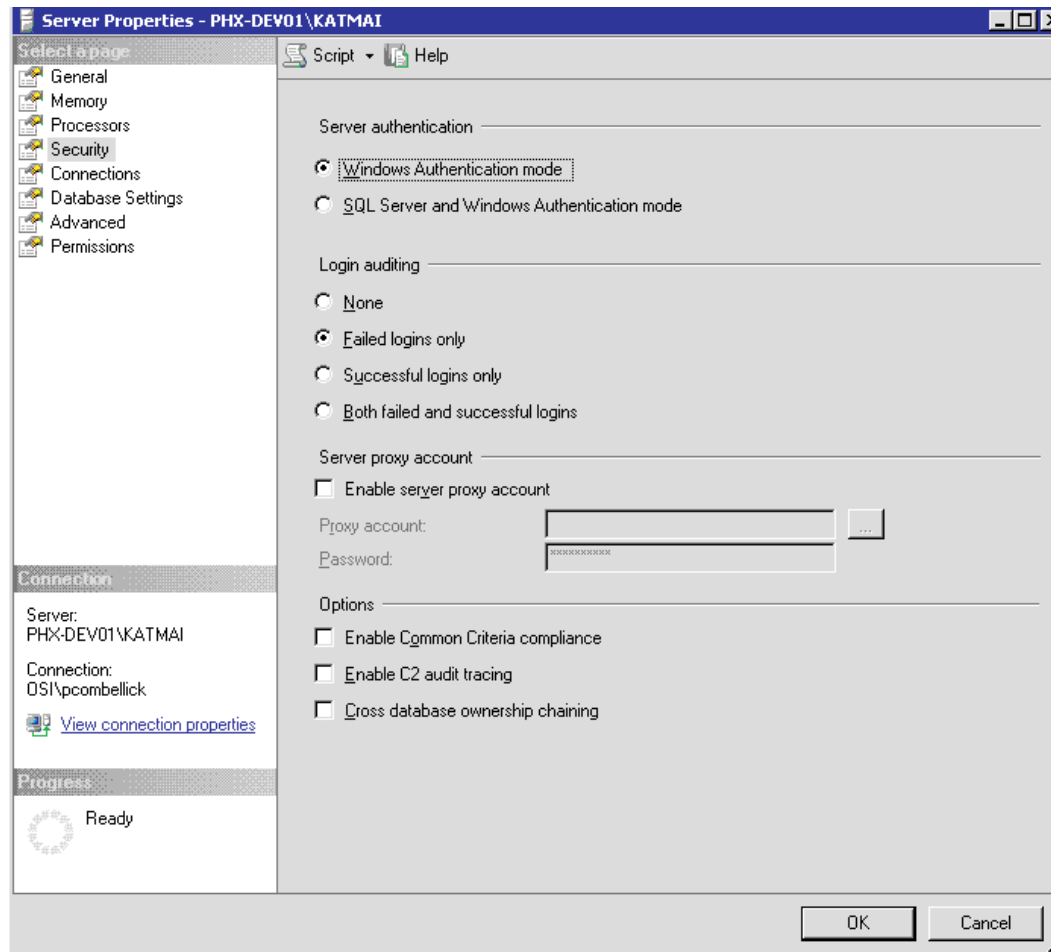 Server Properties - PHX-DEV01\KATMAI
Select a page
General
Memory
Processors
Security
Connections
Database Settings
Advanced
Permissions
Script
Help
Server authentication
Windows Authentication mode
SQL Server and Windows Authentication mode
Login auditing
None
Failed logins only
Successful logins only
Both failed and successful logins
Server proxy account
Enable server proxy account
Proxy account:
...
Password:
**********
Options
Enable Common Criteria compliance
Enable C2 audit tracing
Cross database ownership chaining
Connection
Server:
PHX-DEV01\KATMAI
Connection:
OSI\pcombellick
View connection properties
Progress
Ready
OK
Cancel